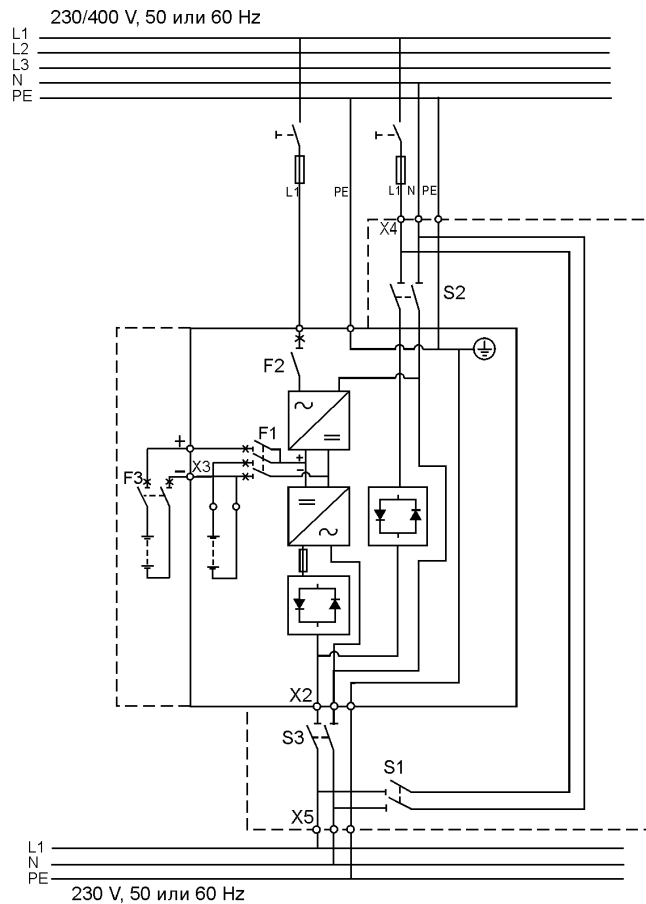 230/400 V, 50 или 60 Hz
L1
L2
L3
N
PE
L1 PE L1 N PE
X4
S2
F2
F1
+ X3 +
− −
F3
X2
S3
S1
X5
L1
N
PE
230 V, 50 или 60 Hz